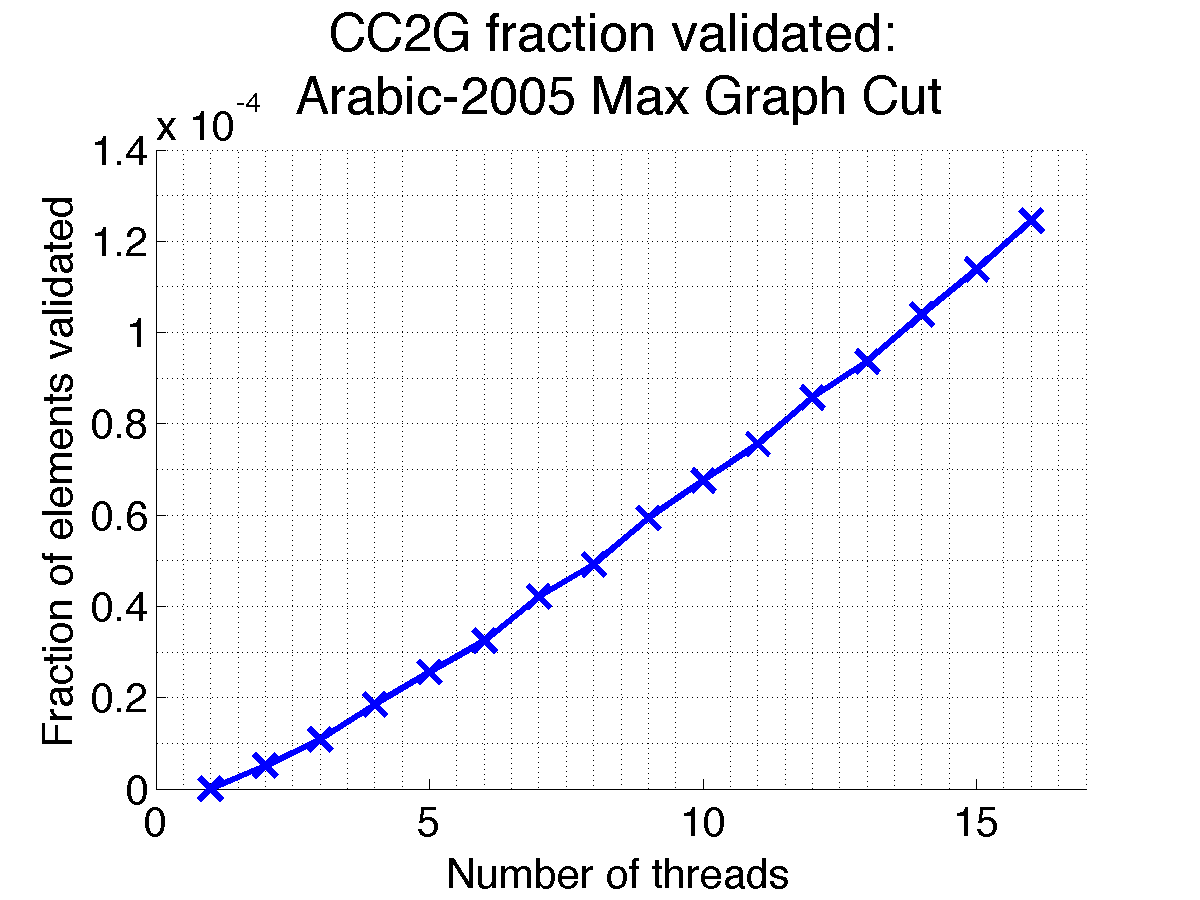 CC2G fraction validated:
Arabic-2005 Max Graph Cut
x 10-4
1.4
1.2
1
0.8
0.6
0.4
0.2
0
Fraction of elements validated
0 5 10 15
Number of threads